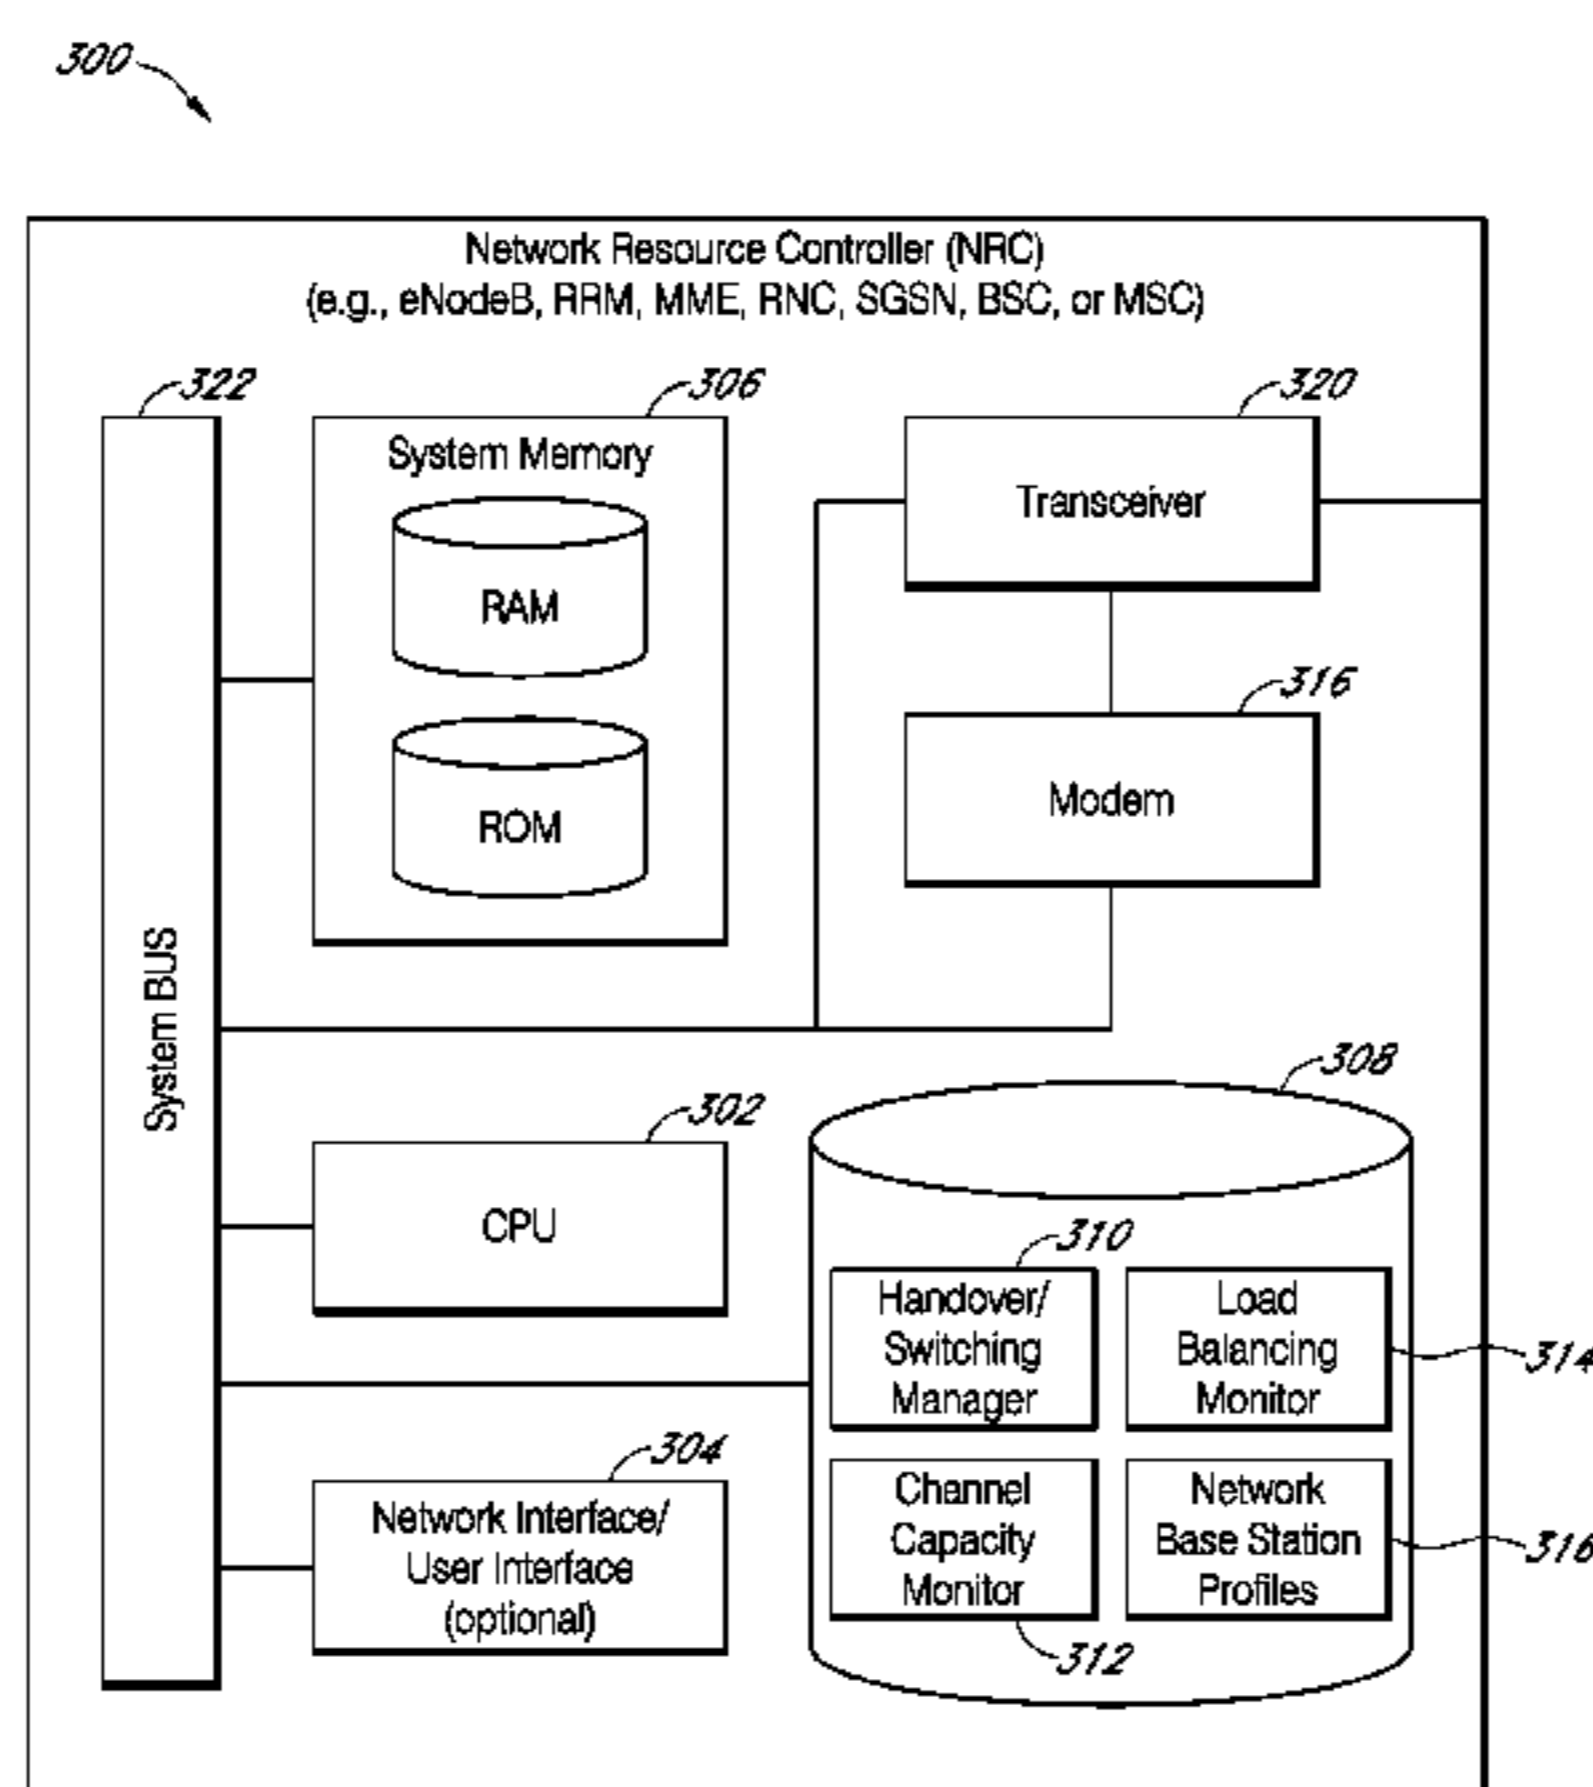 300
Network Resource Controller (NRC)
(e.g., eNodeB, RRM, MME, RNC, SGSN, BSC, or MSC)
322
306
320
System Memory
Transceiver
RAM
316
Modem
ROM
System BUS
308
302
CPU
310
Handover/
Switching
Manager
Load
Balancing
Monitor
314
304
Network Interface/
User Interface
(optional)
Channel
Capacity
Monitor
Network
Base Station
Profiles
316
312